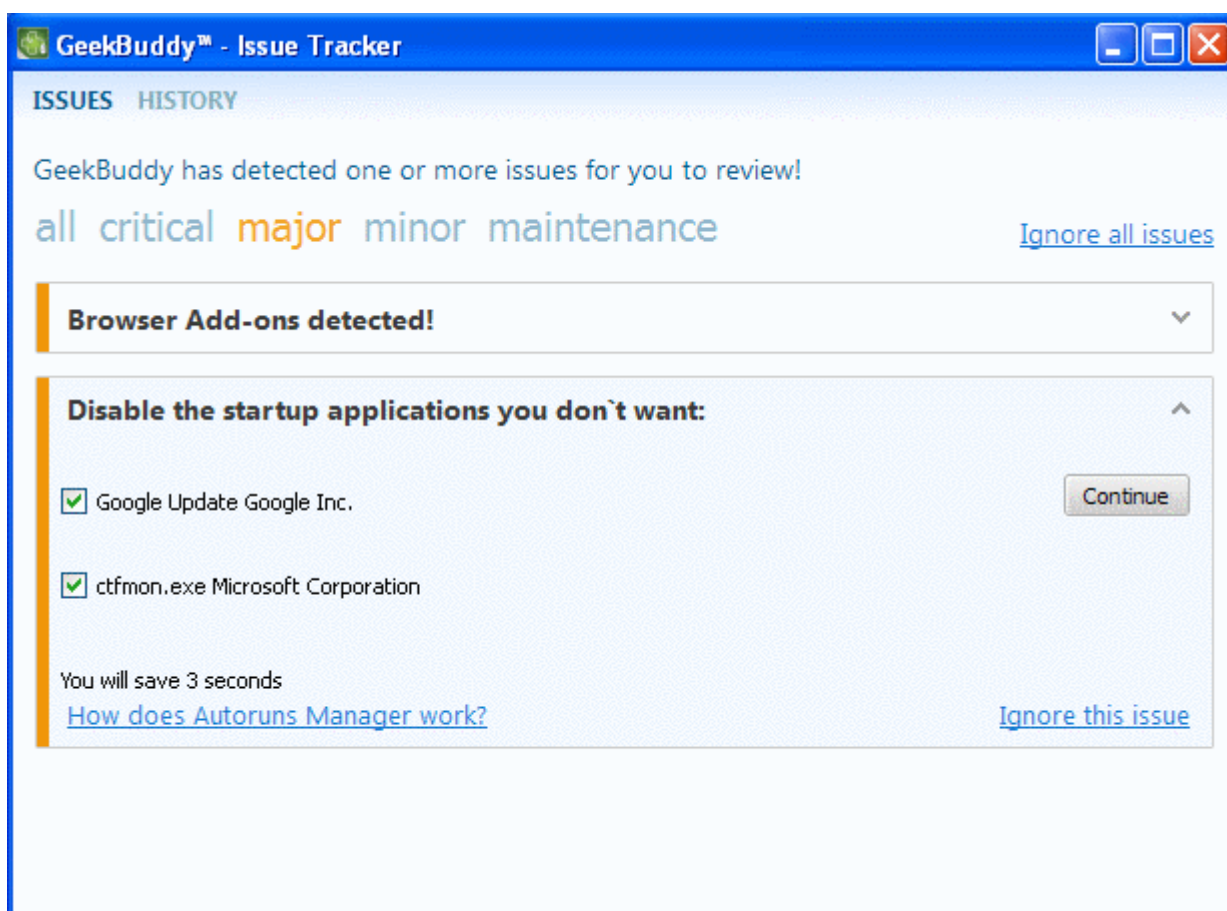 GeekBuddy™ - Issue Tracker
ISSUES HISTORY
GeekBuddy has detected one or more issues for you to review!
all critical major minor maintenance
Ignore all issues
Browser Add-ons detected!
Disable the startup applications you don`t want:
Google Update Google Inc.
Continue
ctfmon.exe Microsoft Corporation
You will save 3 seconds
How does Autoruns Manager work?
Ignore this issue